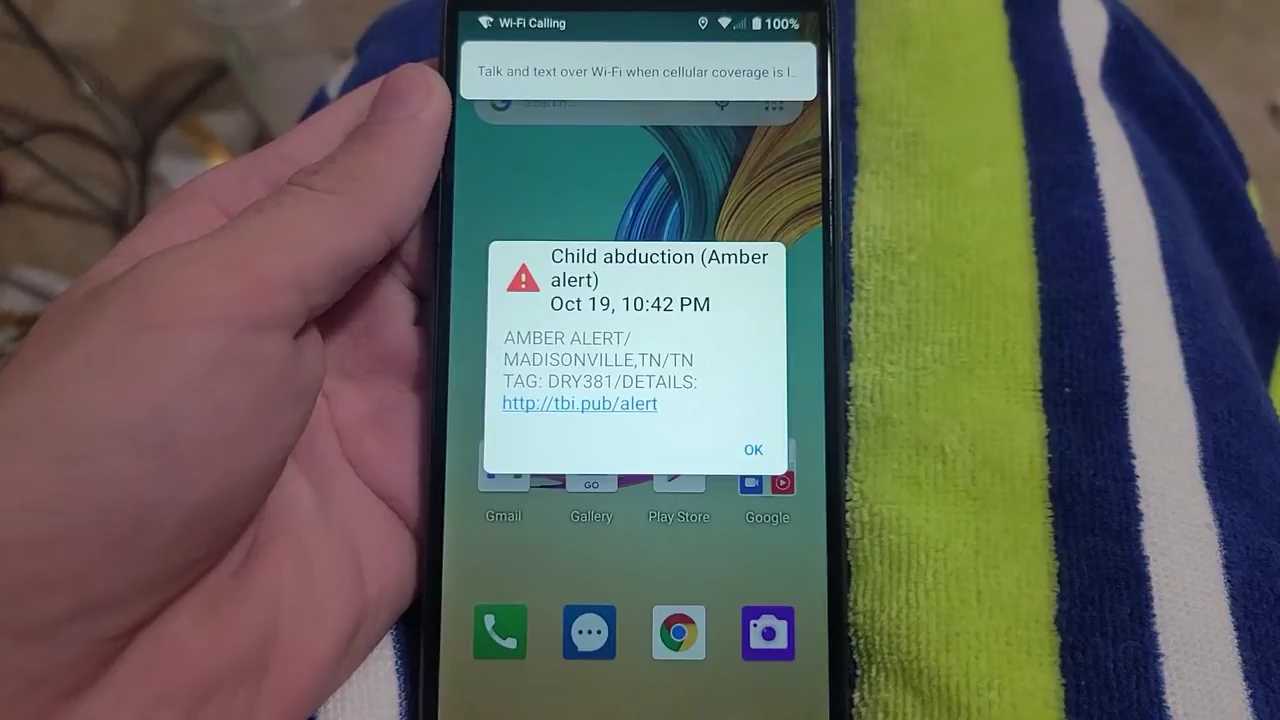 Wi-Fi Calling
100%
Talk and text over Wi-Fi when cellular coverage is l..
Child abduction (Amber
alert)
Oct 19, 10:42 PM
AMBER ALERT/
MADISONVILLE,TN/TN
TAG: DRY381/DETAILS:
http://tbi.pub/alert
OK
GO
Gmail
Gallery
Play Store
Google